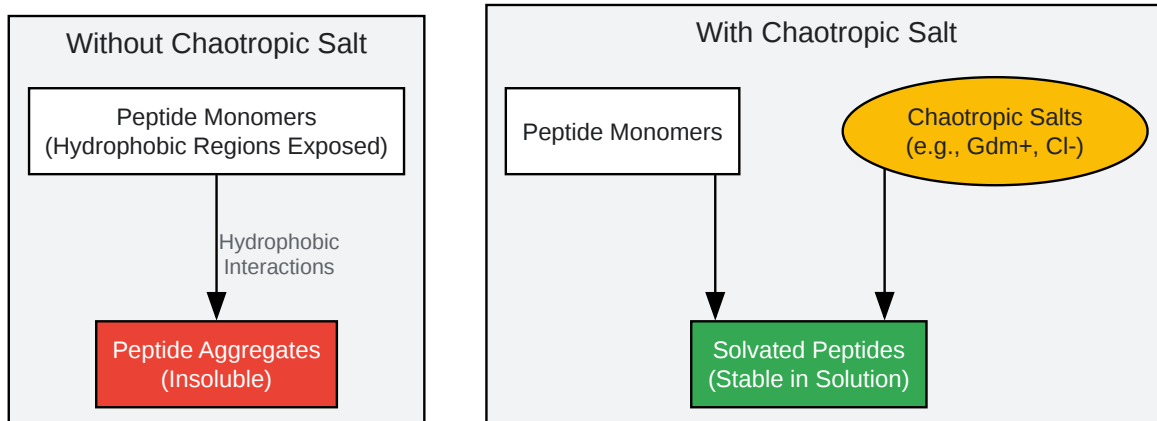 Without Chaotropic Salt
Peptide Monomers
(Hydrophobic Regions Exposed)
Hydrophobic
Interactions
Peptide Aggregates
(Insoluble)
With Chaotropic Salt
Peptide Monomers
Chaotropic Salts
(e.g., Gdm+, Cl-)
Solvated Peptides
(Stable in Solution)